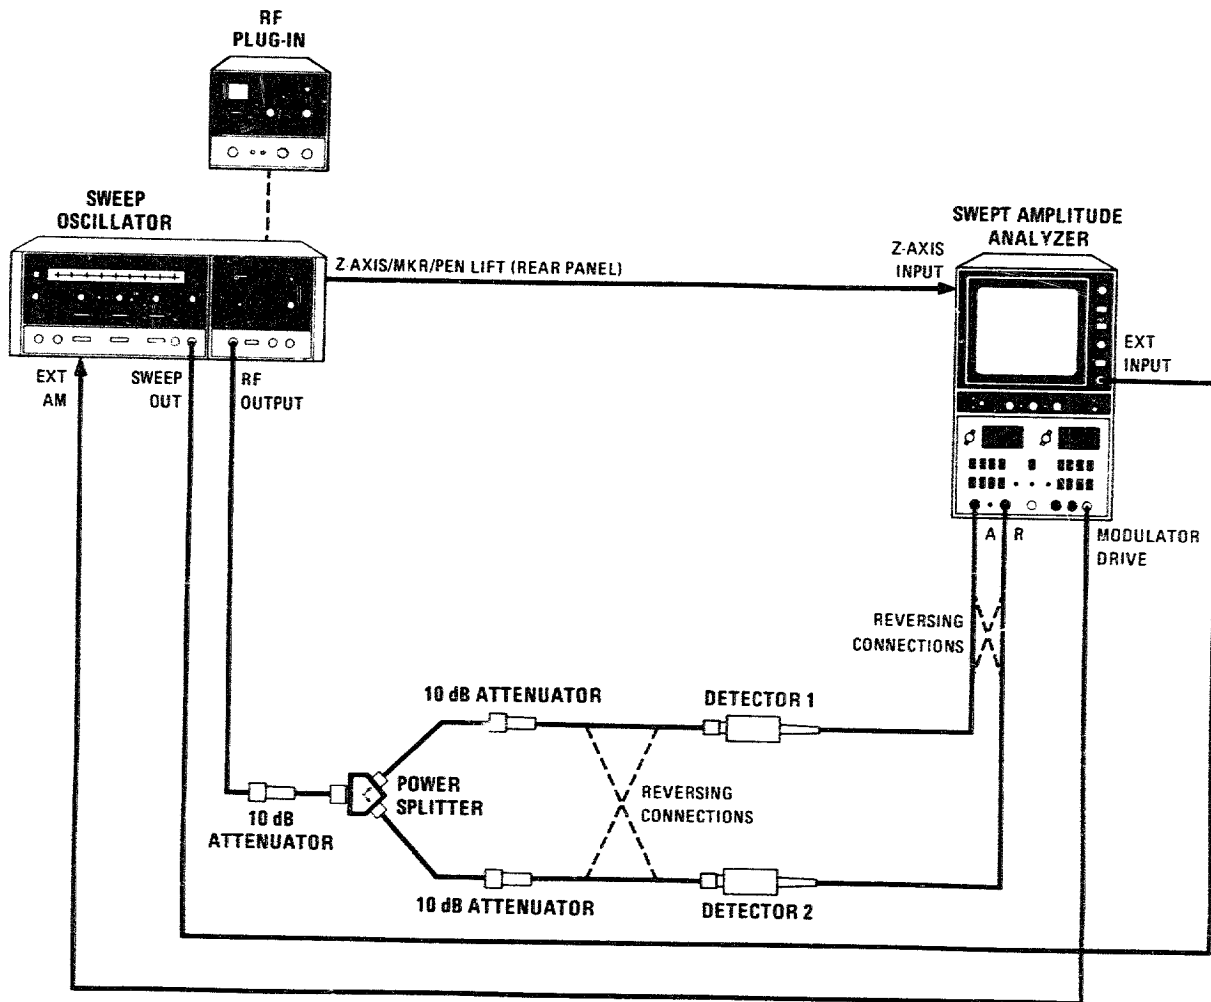 RF
PLUG-IN
SWEEP
OSCILLATOR
SWEPT AMPLITUDE
ANALYZER
Z-AXIS
INPUT
Z-AXIS/MKR/PEN LIFT (REAR PANEL)
EXT
INPUT
EXT
AM
SWEEP
OUT
RF
OUTPUT
A
R
MODULATOR
DRIVE
REVERSING
CONNECTIONS
10 dB ATTENUATOR
DETECTOR 1
POWER
SPLITTER
REVERSING
CONNECTIONS
10 dB
ATTENUATOR
10 dB ATTENUATOR
DETECTOR 2